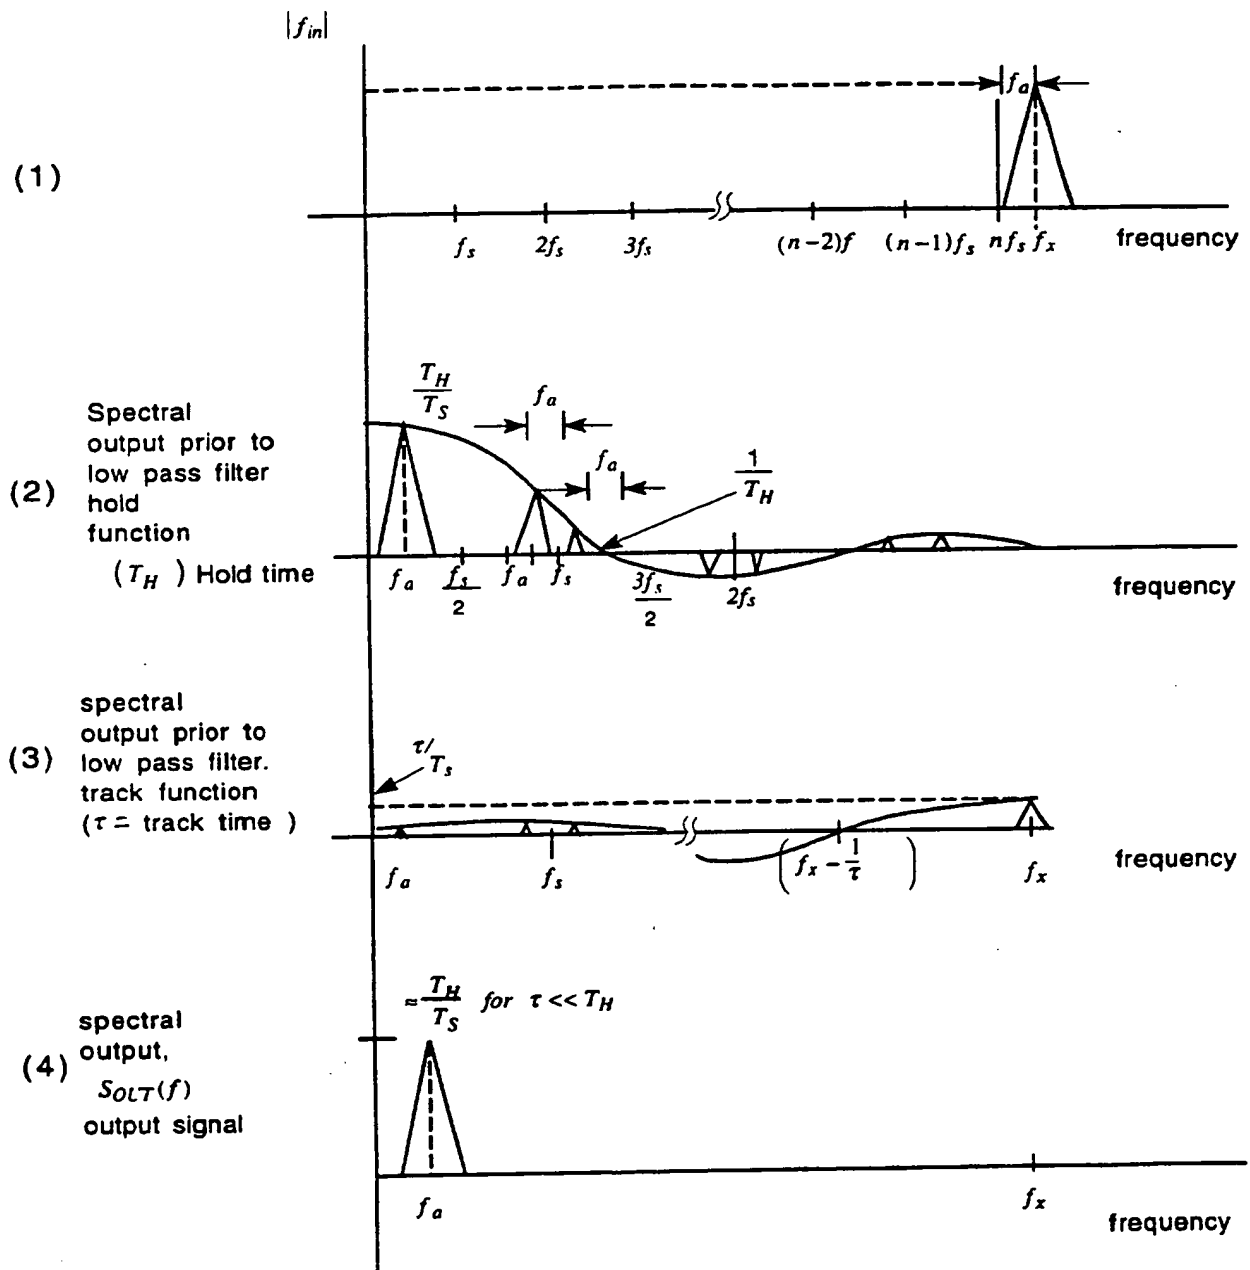 |f_in|
f_a
(1)
f_s 2f_s 3f_s (n-2)f (n-1)f_s nf_s f_x frequency
T_H/T_S
f_a
f_a
1/T_H
(2)
Spectral
output prior to
low pass filter
hold
function
(T_H ) Hold time
f_a f_s/2 f_a f_s 3f_s/2 2f_s
frequency
(3)
spectral
output prior to
low pass filter.
track function
(τ = track time )
τ/T_s
f_a f_s (f_x - 1/τ ) f_x frequency
≈ T_H/T_S for τ << T_H
(4)
spectral
output,
S_OLT(f)
output signal
f_a f_x
frequency